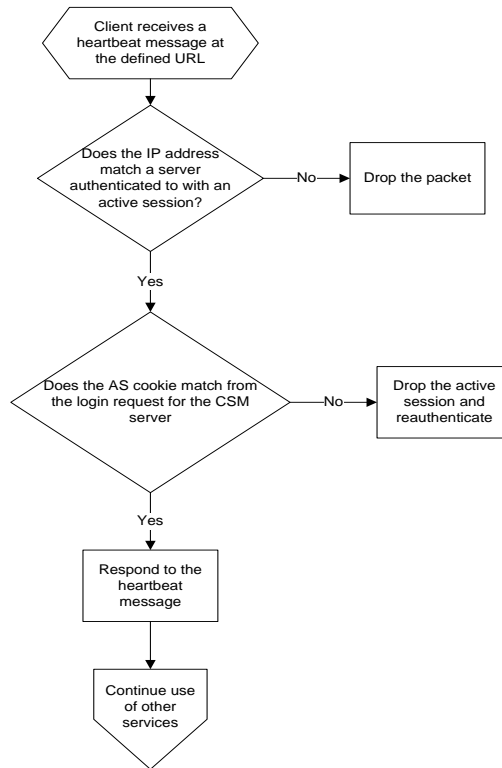 Client receives a
heartbeat message at
the defined URL
Does the IP address
match a server
authenticated to with an
active session?
No
Drop the packet
Yes
Does the AS cookie match from
the login request for the CSM
server
No
Drop the active
session and
reauthenticate
Yes
Respond to the
heartbeat
message
Continue use
of other
services